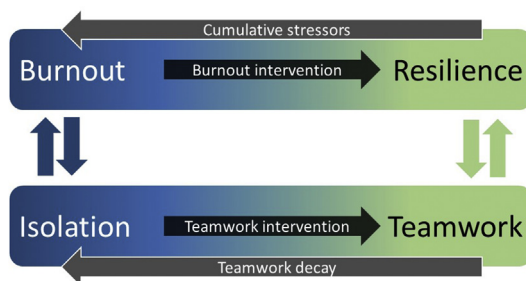 Cumulative stressors
Burnout
Burnout intervention
Resilience
Isolation
Teamwork intervention
Teamwork
Teamwork decay